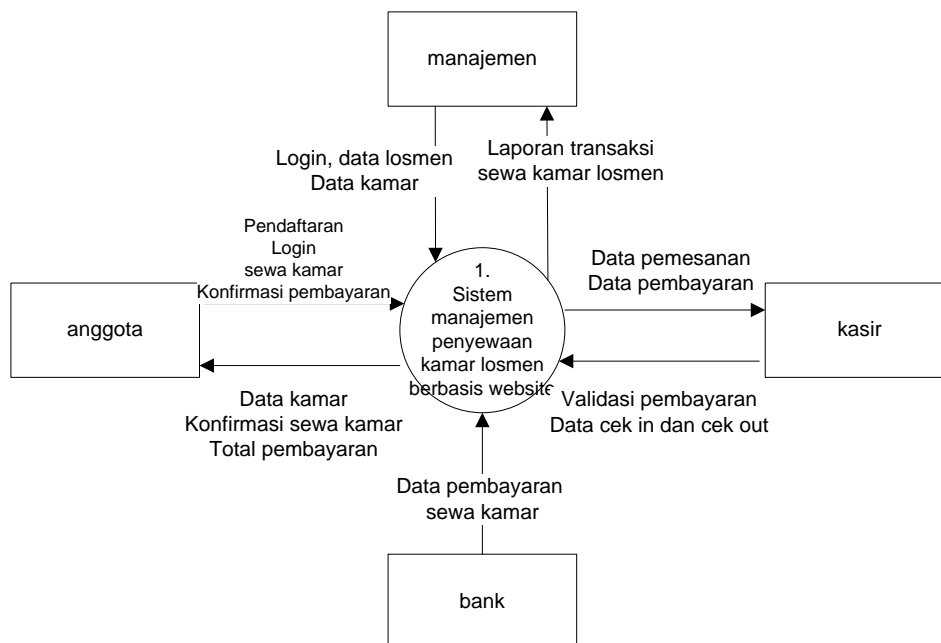 manajemen
Login, data losmen
Data kamar
Laporan transaksi
sewa kamar losmen
Pendaftaran
Login
sewa kamar
Konfirmasi pembayaran
1.
Sistem
manajemen
penyewaan
kamar losmen
berbasis website
Data pemesanan
Data pembayaran
anggota
kasir
Data kamar
Konfirmasi sewa kamar
Total pembayaran
Validasi pembayaran
Data cek in dan cek out
Data pembayaran
sewa kamar
bank